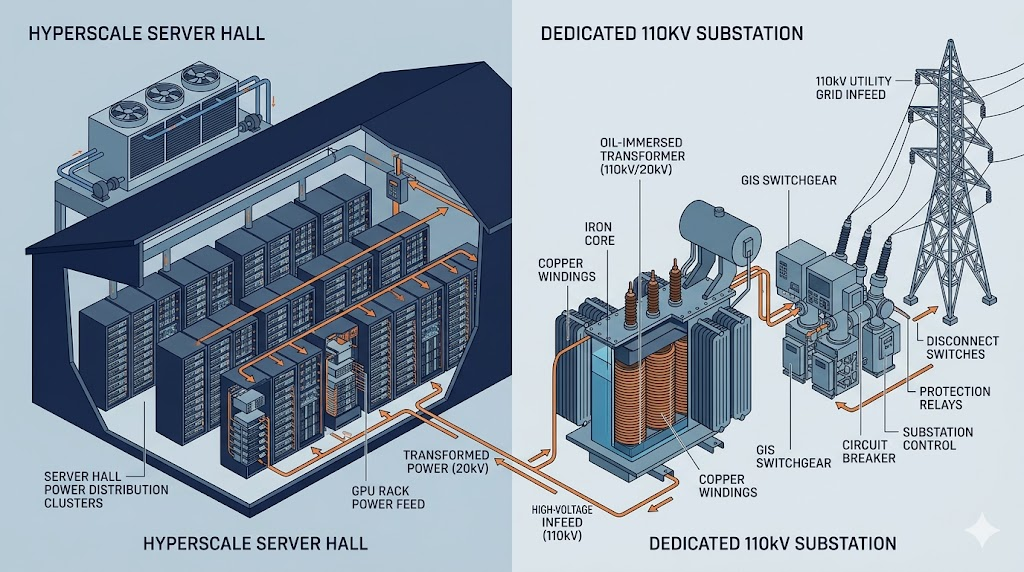 HYPERSCALE SERVER HALL
DEDICATED 110KV SUBSTATION
110kV UTILITY
GRID INFEED
OIL-IMMERSED
TRANSFORMER
(110kV/20kV)
GIS SWITCHGEAR
IRON
CORE
COPPER
WINDINGS
DISCONNECT
SWITCHES
PROTECTION
RELAYS
SUBSTATION
CONTROL
CIRCUIT
BREAKER
GIS
SWITCHGEAR
COPPER
WINDINGS
TRANSFORMED
POWER (20kV)
SERVER HALL
POWER DISTRIBUTION
CLUSTERS
GPU RACK
POWER FEED
HIGH-VOLTAGE
INFEED
(110kV)
HYPERSCALE SERVER HALL
DEDICATED 110KV SUBSTATION